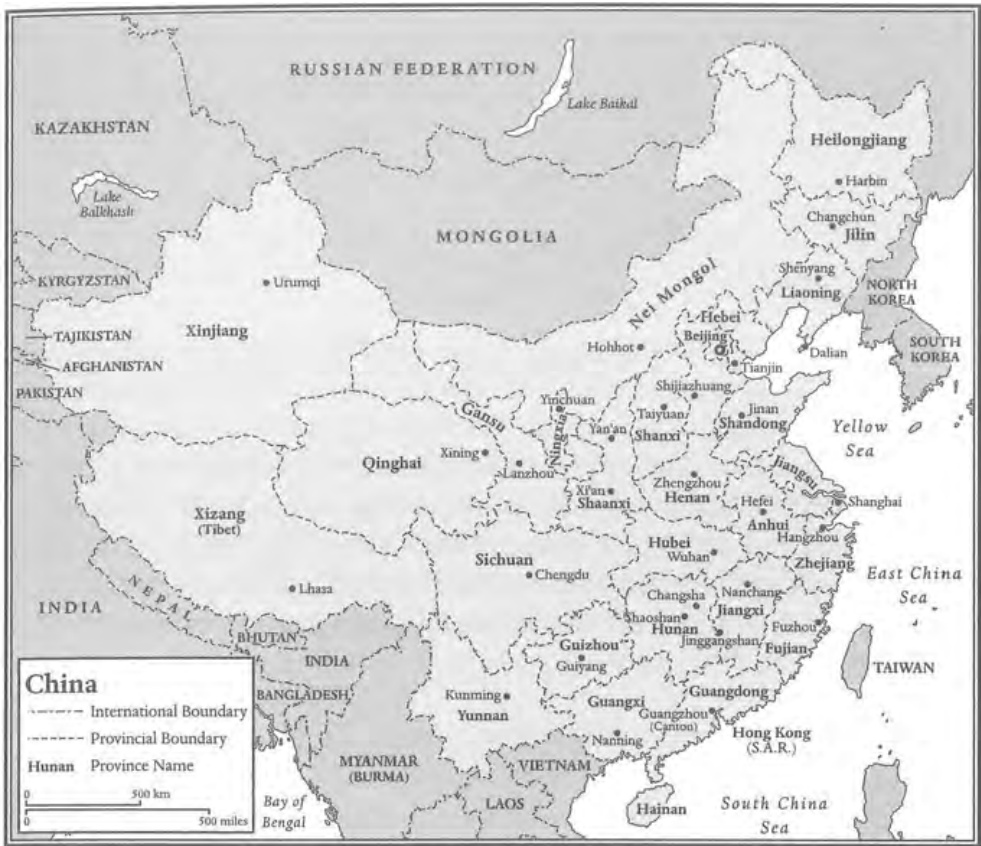 RUSSIAN FEDERATION
Lake Baikal
KAZAKHSTAN
Lake
Balkhash
Heilongjiang
Harbin
MONGOLIA
Changchun
Jilin
KYRGYZSTAN
Urumqi
Shenyang
Liaoning
NORTH
KOREA
Nei Mongol
TAJIKISTAN
Xinjiang
Hebei
Beijing
Hohhot
Dalian
SOUTH
KOREA
AFGHANISTAN
Tianjin
PAKISTAN
Shijiazhuang
Yinchuan
Gansu
Taiyuan
Jinan
Shandong
Yellow
Sea
Yan'an
Shanxi
Ningxia
Qinghai
Xining
Lanzhou
Jiangsu
Zhengzhou
Henan
Xi'an
Shaanxi
Hefei
Anhui
Shanghai
Xizang
(Tibet)
Hangzhou
Hubei
Wuhan
Zhejiang
Sichuan
Chengdu
East China
Sea
Lhasa
NEPAL
INDIA
Changsha
Nanchang
Jiangxi
Shaoshan
Hunan
Jinggangshan
Fuzhou
Fujian
BHUTAN
Guizhou
Guiyang
INDIA
TAIWAN
China
International Boundary
Provincial Boundary
Hunan Province Name
0 500 km
0 500 miles
BANGLADESH
Kunming
Yunnan
Guangxi
Guangdong
Guangzhou
(Canton)
Nanning
Hong Kong
(S.A.R.)
MYANMAR
(BURMA)
VIETNAM
LAOS
Hainan
Bay of
Bengal
South China
Sea